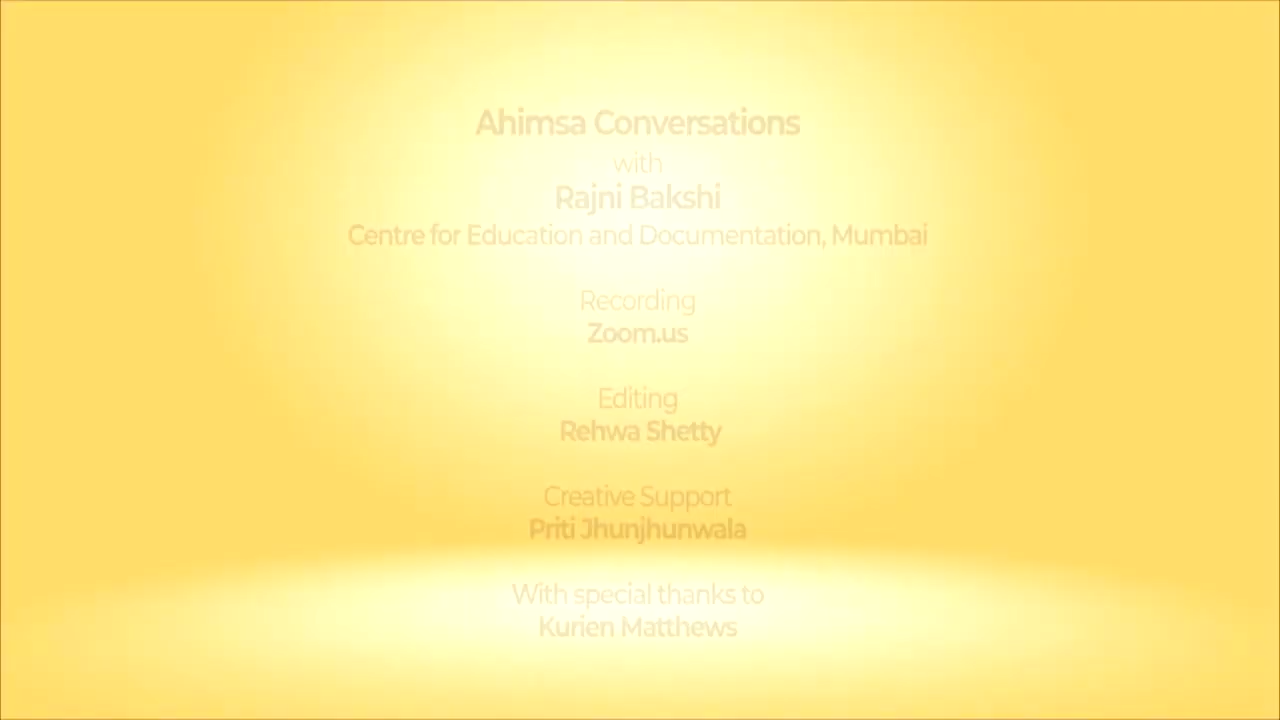 Ahimsa Conversations
with
Rajni Bakshi
Centre for Education and Documentation, Mumbai
Recording
Zoom.us
Editing
Rehwa Shetty
Creative Support
Priti Jhunjhunwala
With special thanks to
Kurien Matthews